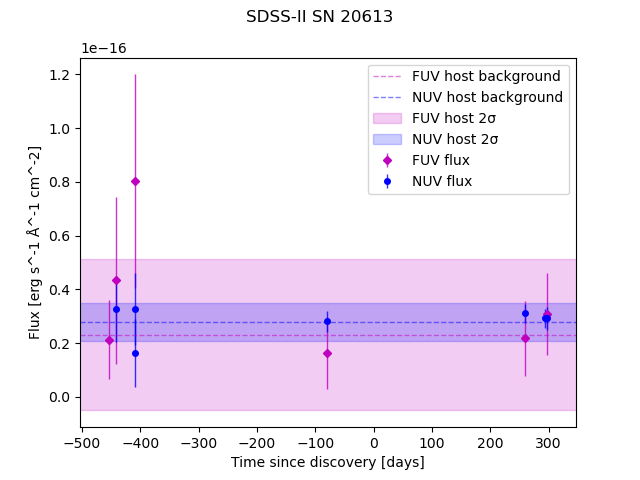 SDSS-II SN 20613
1e−16
FUV host background
NUV host background
FUV host 2σ
NUV host 2σ
FUV flux
NUV flux
1.2
1.0
0.8
0.6
0.4
0.2
0.0
Flux [erg s^-1 Å^-1 cm^-2]
−500 −400 −300 −200 −100 0 100 200 300
Time since discovery [days]